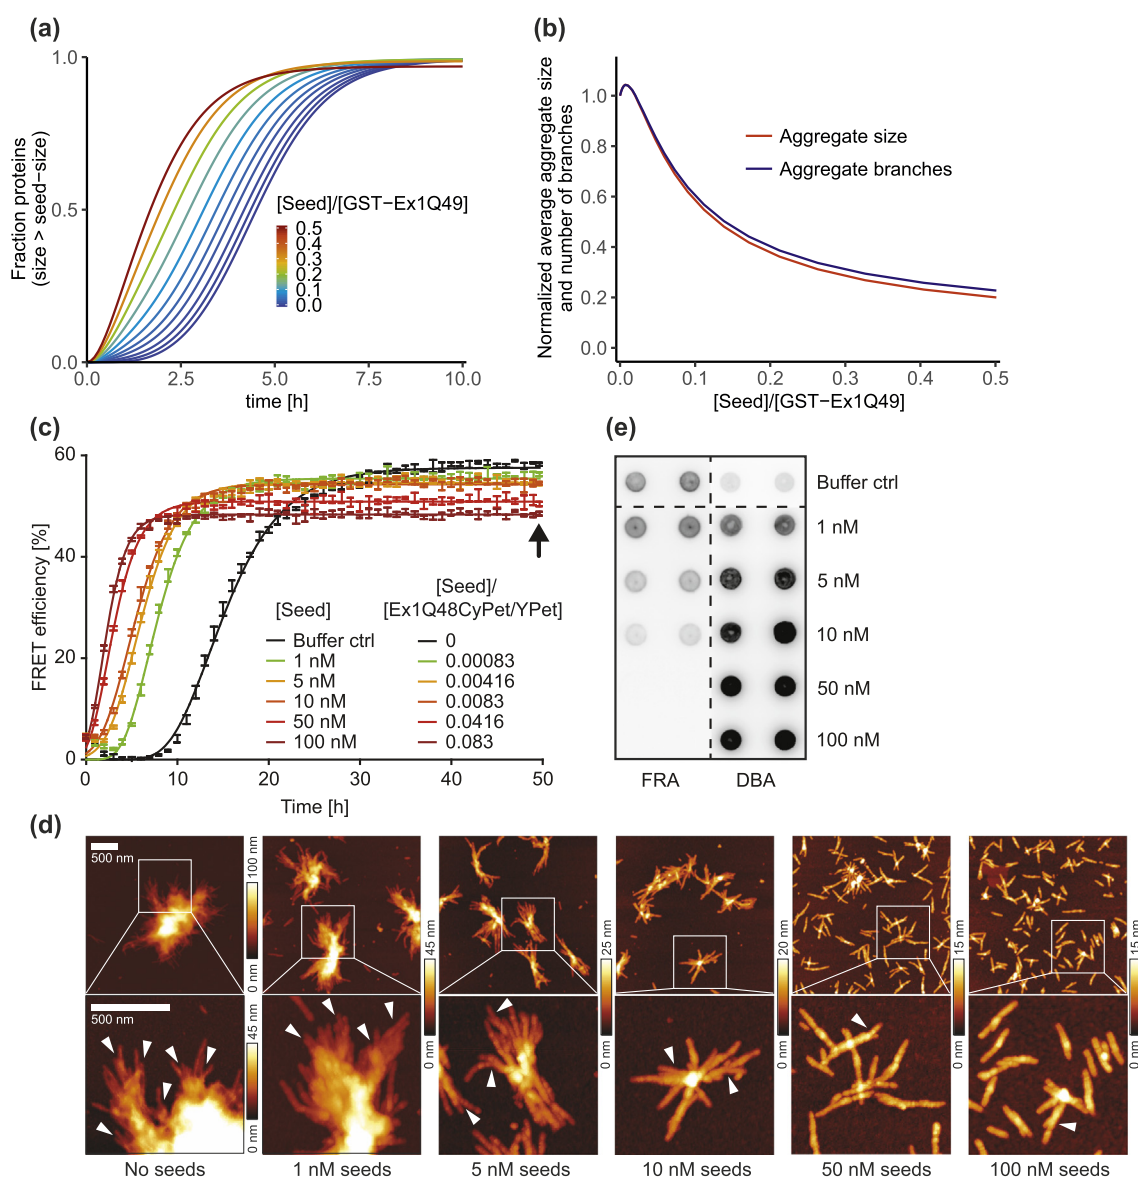 (a)
Fraction proteins
(size > seed−size)
1.0
0.5
0.0
0.0 2.5 5.0 7.5 10.0
time [h]
[Seed]/[GST−Ex1Q49]
0.5
0.4
0.3
0.2
0.1
0.0
(b)
Normalized average aggregate size
and number of branches
1.0
0.8
0.6
0.4
0.2
0.0
0.0 0.1 0.2 0.3 0.4 0.5
[Seed]/[GST−Ex1Q49]
Aggregate size
Aggregate branches
(c)
FRET efficiency [%]
60
40
20
0
0 10 20 30 40 50
Time [h]
[Seed]
Buffer ctrl
1 nM
5 nM
10 nM
50 nM
100 nM
[Seed]/
[Ex1Q48CyPet/YPet]
0
0.00083
0.00416
0.0083
0.0416
0.083
(e)
Buffer ctrl
1 nM
5 nM
10 nM
50 nM
100 nM
FRA DBA
(d)
500 nm
100 nm
0 nm
500 nm
45 nm
0 nm
45 nm
0 nm
25 nm
0 nm
20 nm
0 nm
15 nm
0 nm
15 nm
0 nm
No seeds 1 nM seeds 5 nM seeds 10 nM seeds 50 nM seeds 100 nM seeds